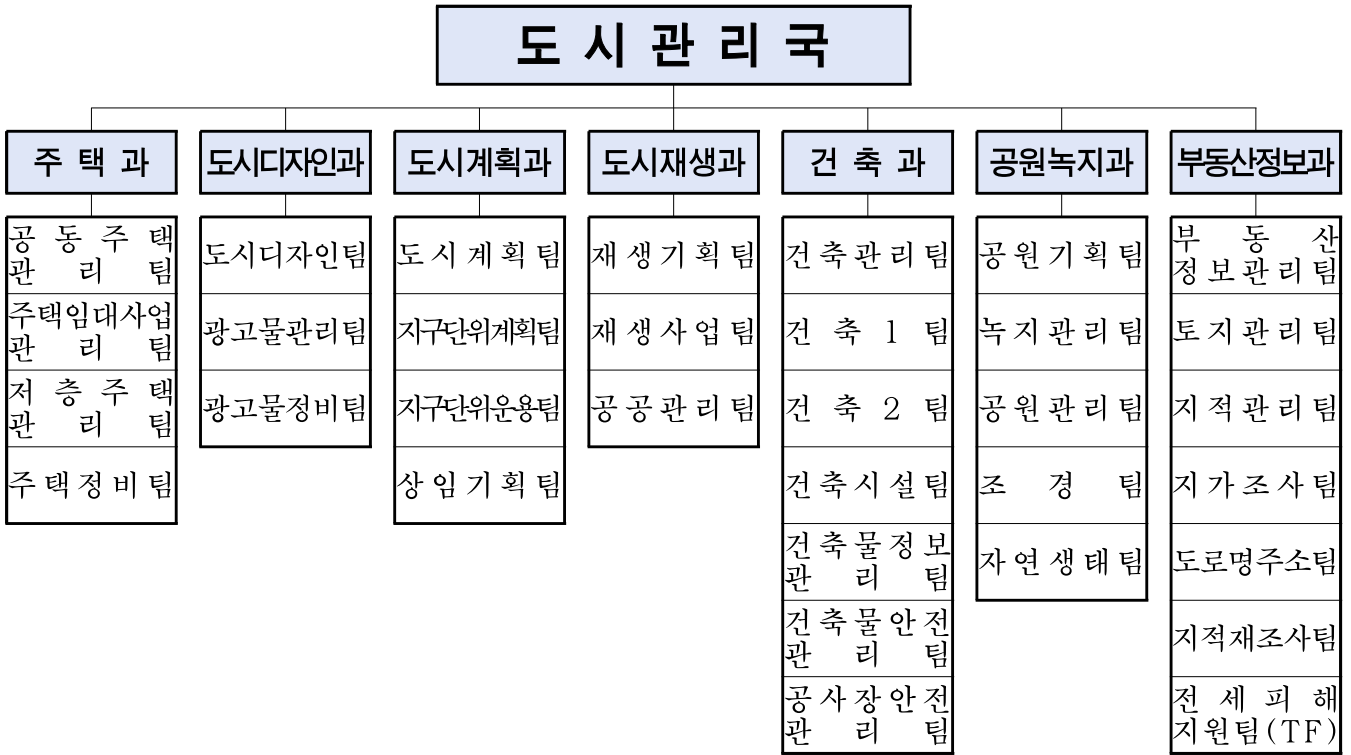 도 시 관 리 국
주 택 과
공 동 주 택
관 리 팀
주택임대사업
관 리 팀
저 층 주 택
관 리 팀
주택정비팀
도시디자인과
도시디자인팀
광고물관리팀
광고물정비팀
도시계획과
도시계획팀
지구단위계획팀
지구단위운용팀
상임기획팀
도시재생과
재생기획팀
재생사업팀
공공관리팀
건 축 과
건축관리팀
건 축 1 팀
건 축 2 팀
건축시설팀
건축물정보
관 리 팀
건축물안전
관 리 팀
공사장안전
관 리 팀
공원녹지과
공원기획팀
녹지관리팀
공원관리팀
조 경 팀
자연생태팀
부동산정보과
부 동 산
정보관리팀
토지관리팀
지적관리팀
지가조사팀
도로명주소팀
지적재조사팀
전 세 피 해
지원팀(TF)